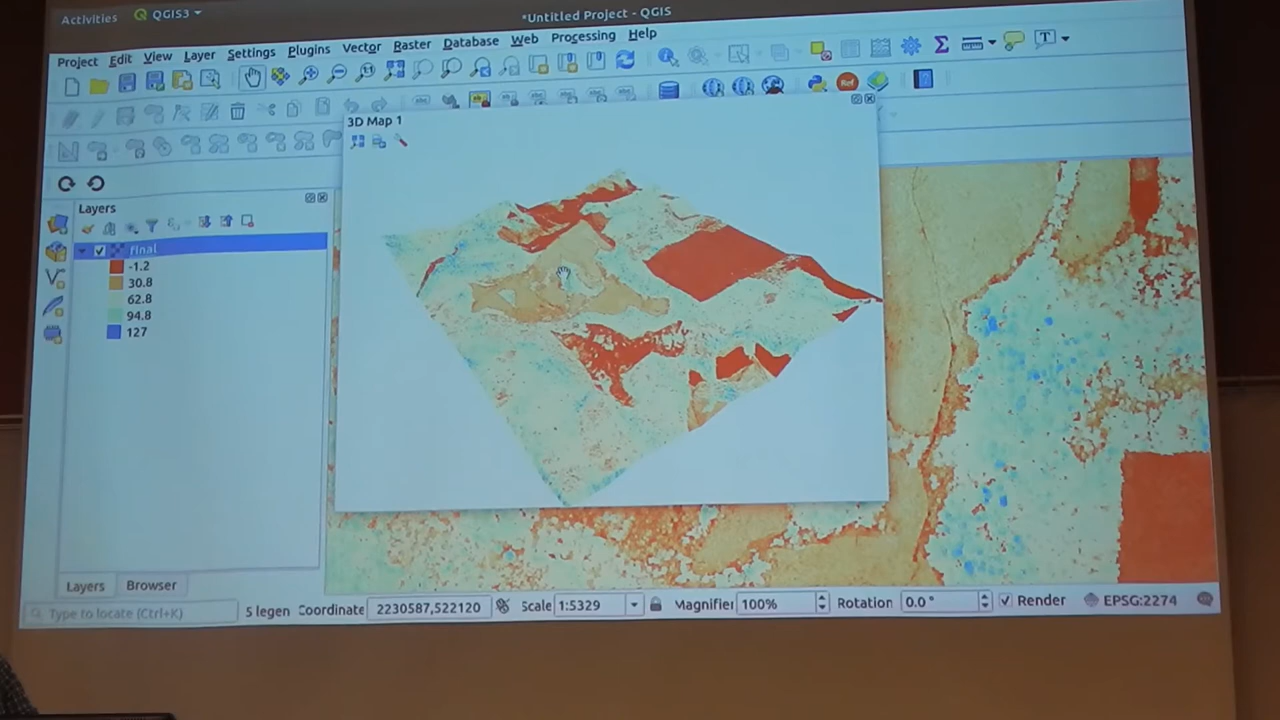 Activities QGIS3 *Untitled Project - QGIS
Project Edit View Layer Settings Plugins Vector Raster Database Web Processing Help
3D Map 1
Layers
final
-1.2
30.8
62.8
94.8
127
Layers Browser
Type to locate (Ctrl+K) 5 legen Coordinate 2230587,522120 Scale 1:5329 Magnifier 100% Rotation 0.0 ° Render EPSG:2274